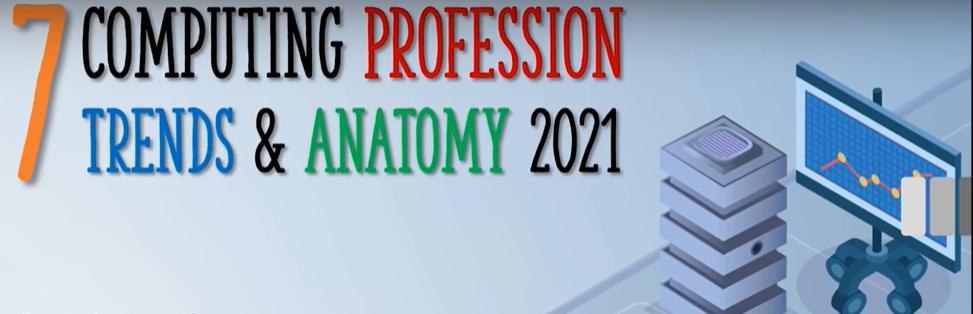 7 COMPUTING PROFESSION
TRENDS & ANATOMY 2021